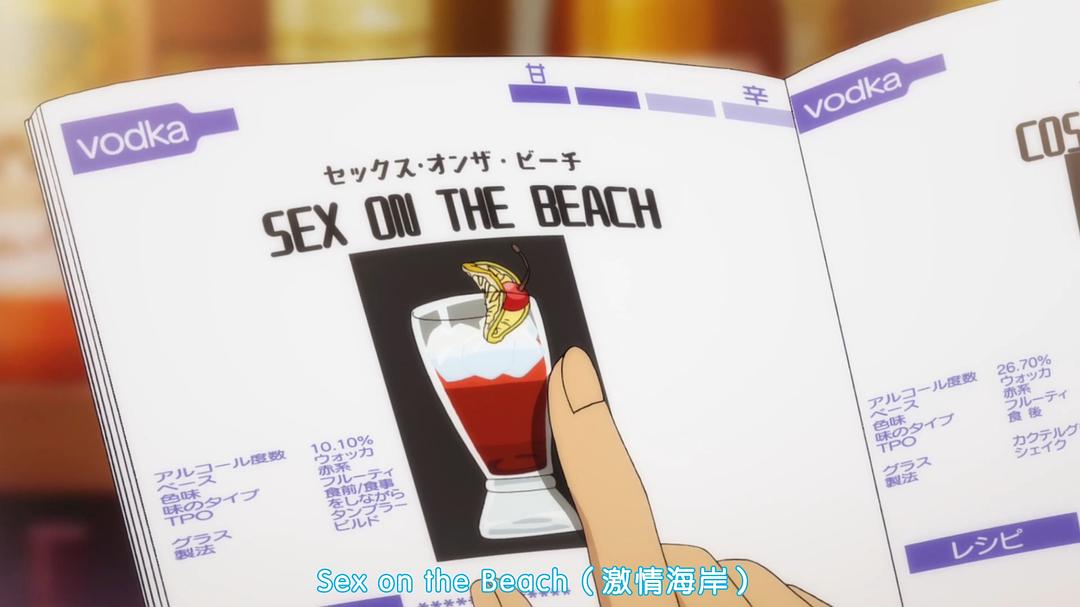 vodka
甘
辛
セックス・オンザ・ビーチ
SEX ON THE BEACH
アルコール度数 10.10%
ベース ウォッカ
色味 赤系
味のタイプ フルーティ
TPO 食前/食事
をしながら
グラス タンブラー
製法 ビルド
vodka
COS
アルコール度数 26.70%
ベース ウォッカ
色味 赤系
味のタイプ フルーティ
TPO 食後
グラス カクテルグ
製法 シェイク
レシピ
Sex on the Beach（激情海岸）